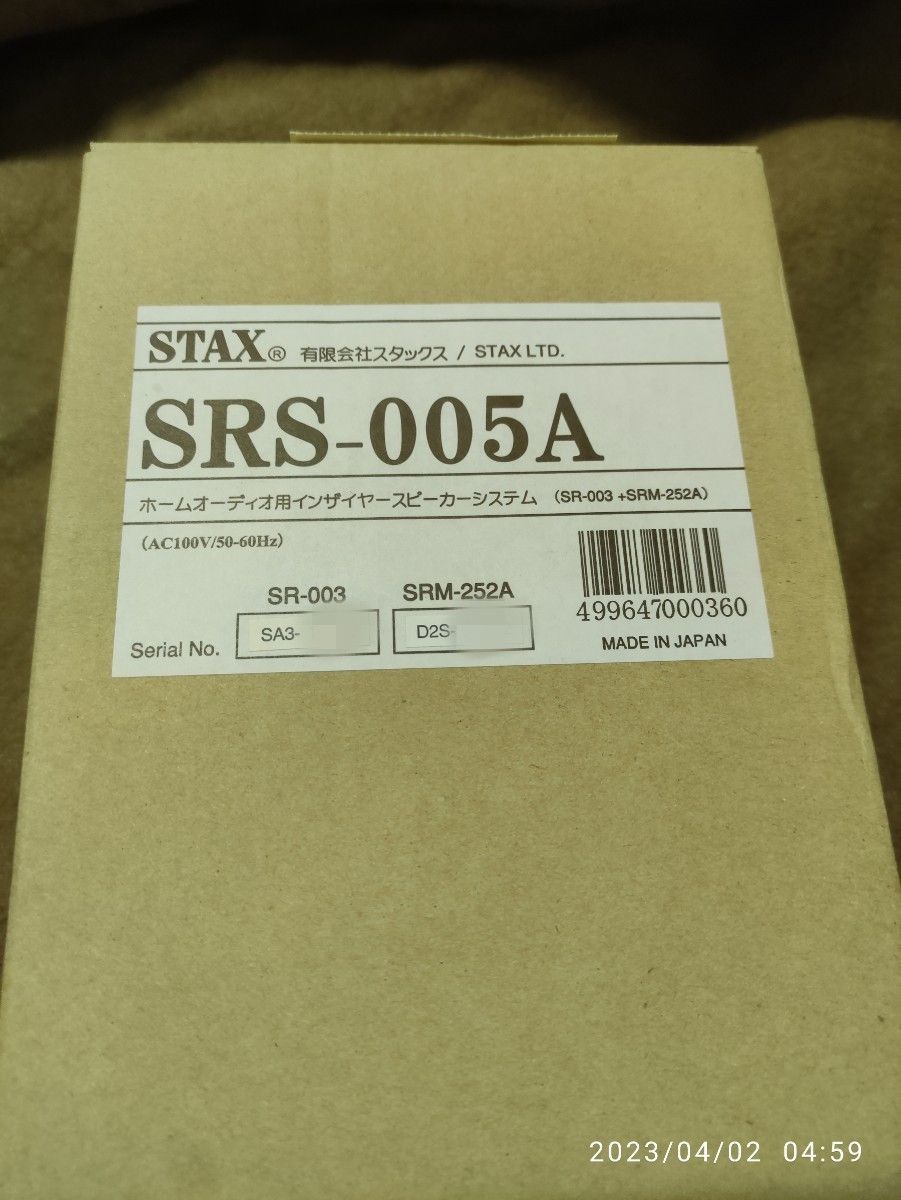 STAX® 有限会社スタックス / STAX LTD.
SRS-005A
ホームオーディオ用インザイヤースピーカーシステム (SR-003 +SRM-252A)
(AC100V/50-60Hz)
SR-003 SRM-252A
Serial No. SA3- D2S-
499647000360
MADE IN JAPAN
2023/04/02 04:59